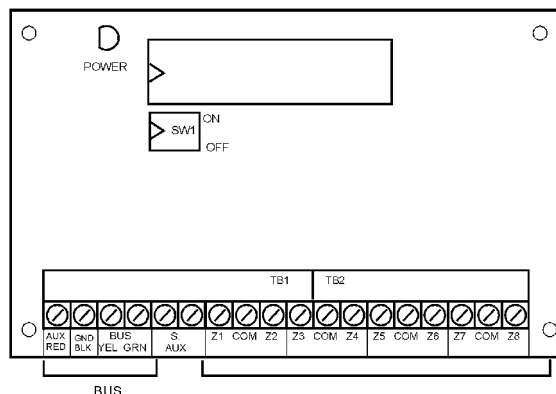 POWER
ON
SW1
OFF
TB1 TB2
AUX GND BUS S. Z1 COM Z2 Z3 COM Z4 Z5 COM Z6 Z7 COM Z8
RED BLK YEL GRN AUX
BUS